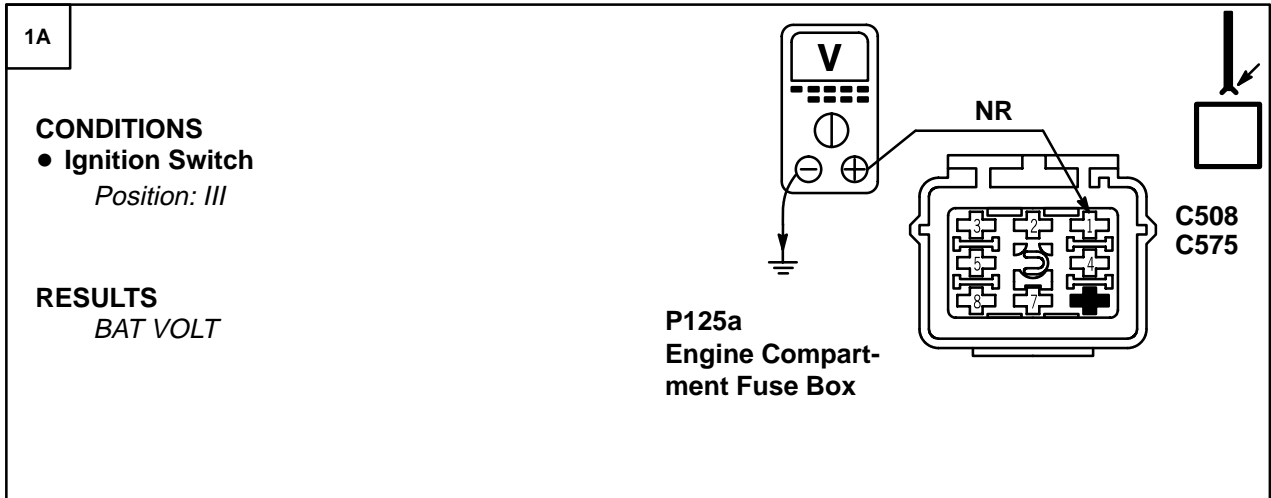 1A
CONDITIONS
● Ignition Switch
Position: III
RESULTS
BAT VOLT
V
NR
3 2 1
5 4
8 7
C508
C575
P125a
Engine Compart-
ment Fuse Box